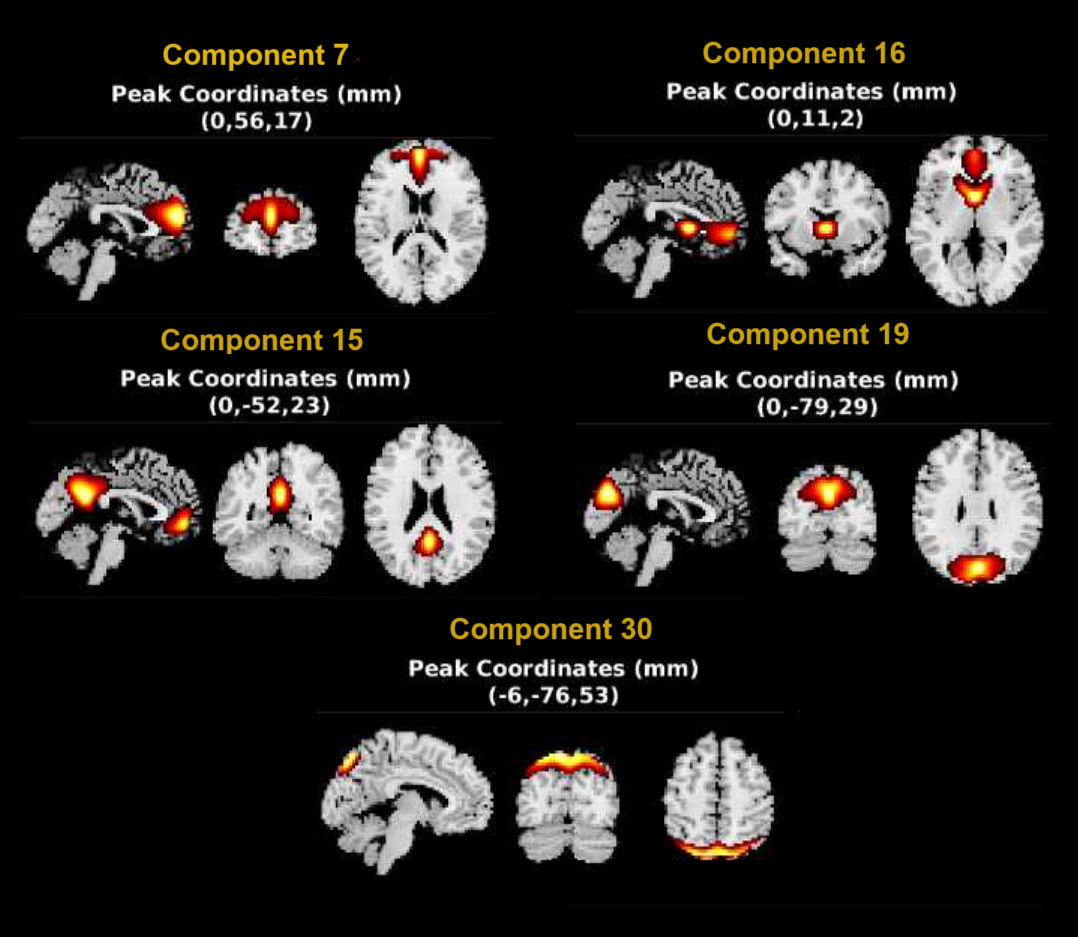 Component 7
Peak Coordinates (mm)
(0,56,17)
Component 16
Peak Coordinates (mm)
(0,11,2)
Component 15
Peak Coordinates (mm)
(0,-52,23)
Component 19
Peak Coordinates (mm)
(0,-79,29)
Component 30
Peak Coordinates (mm)
(-6,-76,53)